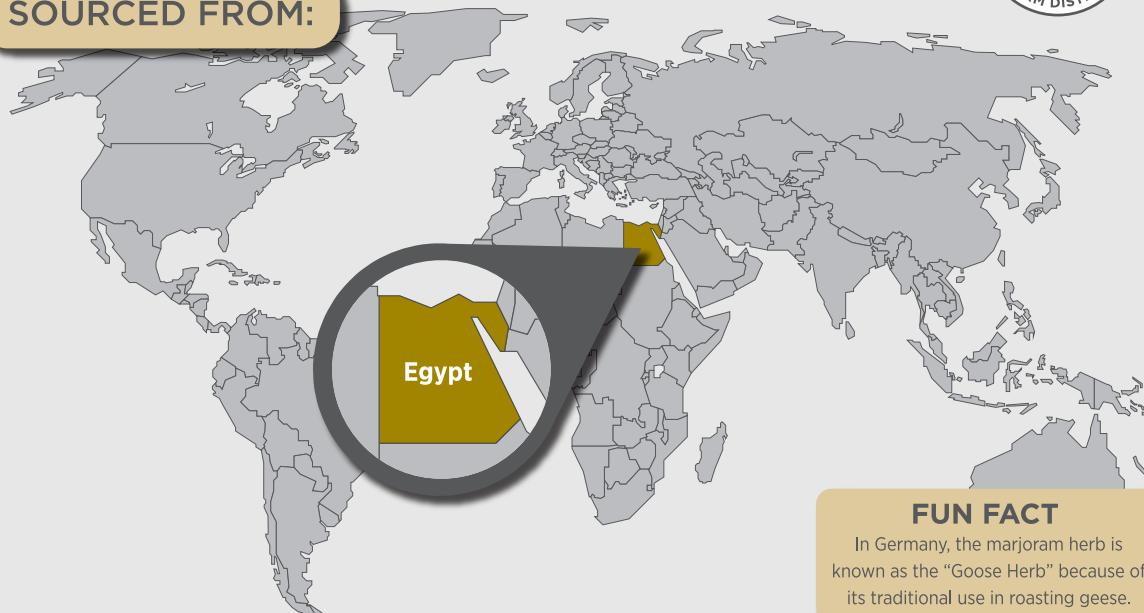 SOURCED FROM:
Egypt
FUN FACT
In Germany, the marjoram herb is
known as the “Goose Herb” because of
its traditional use in roasting geese.